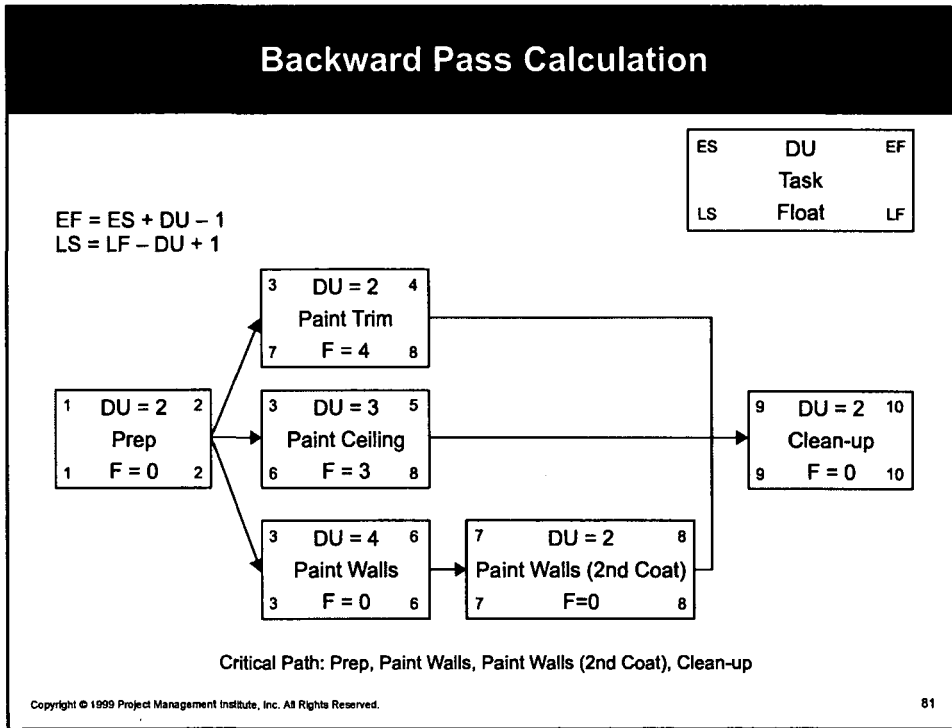 Backward Pass Calculation
ES DU EF
Task
LS Float LF
EF = ES + DU – 1
LS = LF – DU + 1
3 DU = 2 4
Paint Trim
7 F = 4 8
1 DU = 2 2
Prep
1 F = 0 2
3 DU = 3 5
Paint Ceiling
6 F = 3 8
9 DU = 2 10
Clean-up
9 F = 0 10
3 DU = 4 6
Paint Walls
3 F = 0 6
7 DU = 2 8
Paint Walls (2nd Coat)
7 F=0 8
Critical Path: Prep, Paint Walls, Paint Walls (2nd Coat), Clean-up
Copyright © 1999 Project Management Institute, Inc. All Rights Reserved.
81